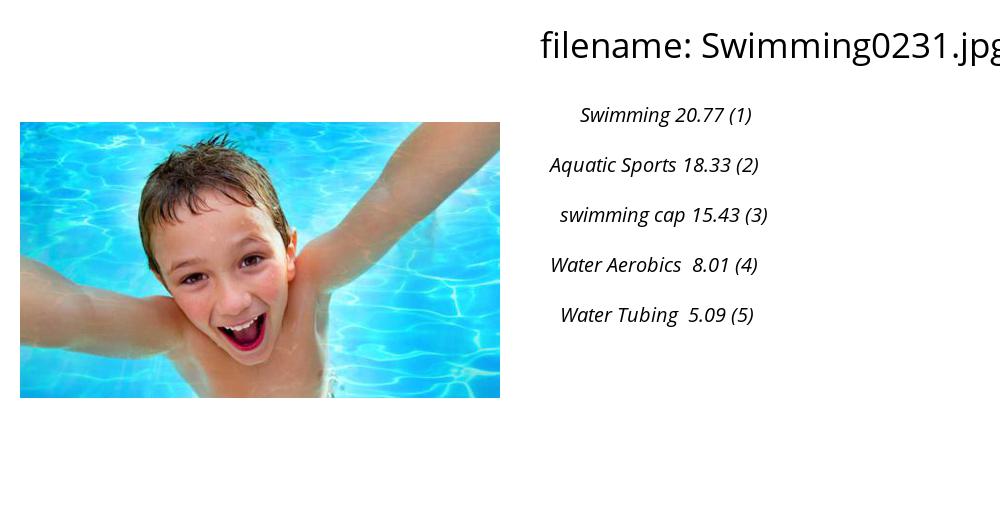 filename: Swimming0231.jpg
Swimming 20.77 (1)
Aquatic Sports 18.33 (2)
swimming cap 15.43 (3)
Water Aerobics 8.01 (4)
Water Tubing 5.09 (5)